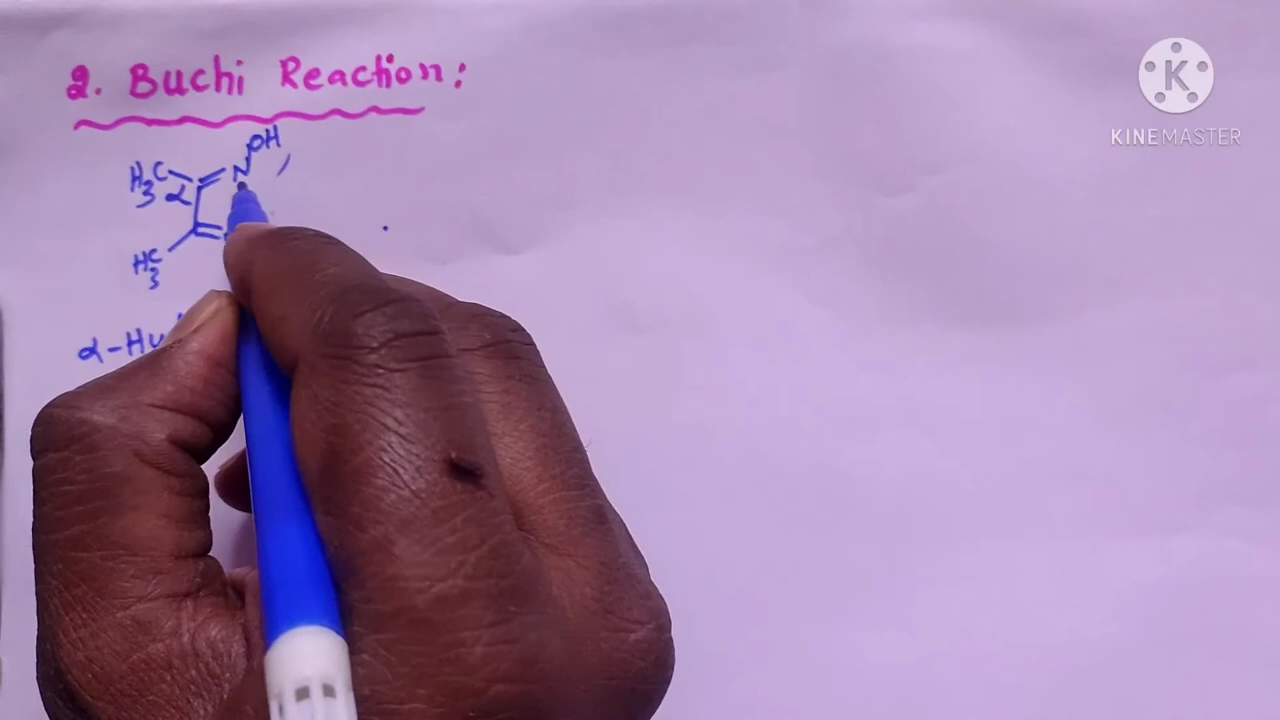 2. Buchi Reaction:
OH
H3C N
α
H3C
α-Hy
KINEMASTER